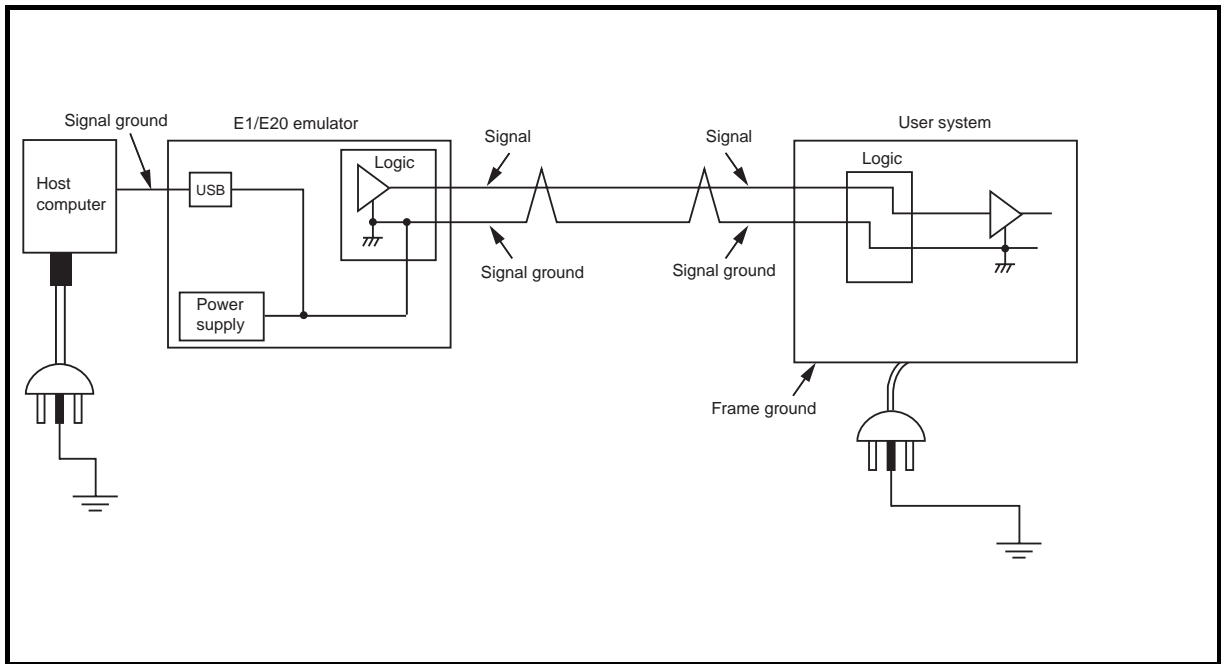 Signal ground
E1/E20 emulator
Signal
Signal
User system
Host
computer
USB
Logic
Logic
Signal ground
Signal ground
Power
supply
Frame ground